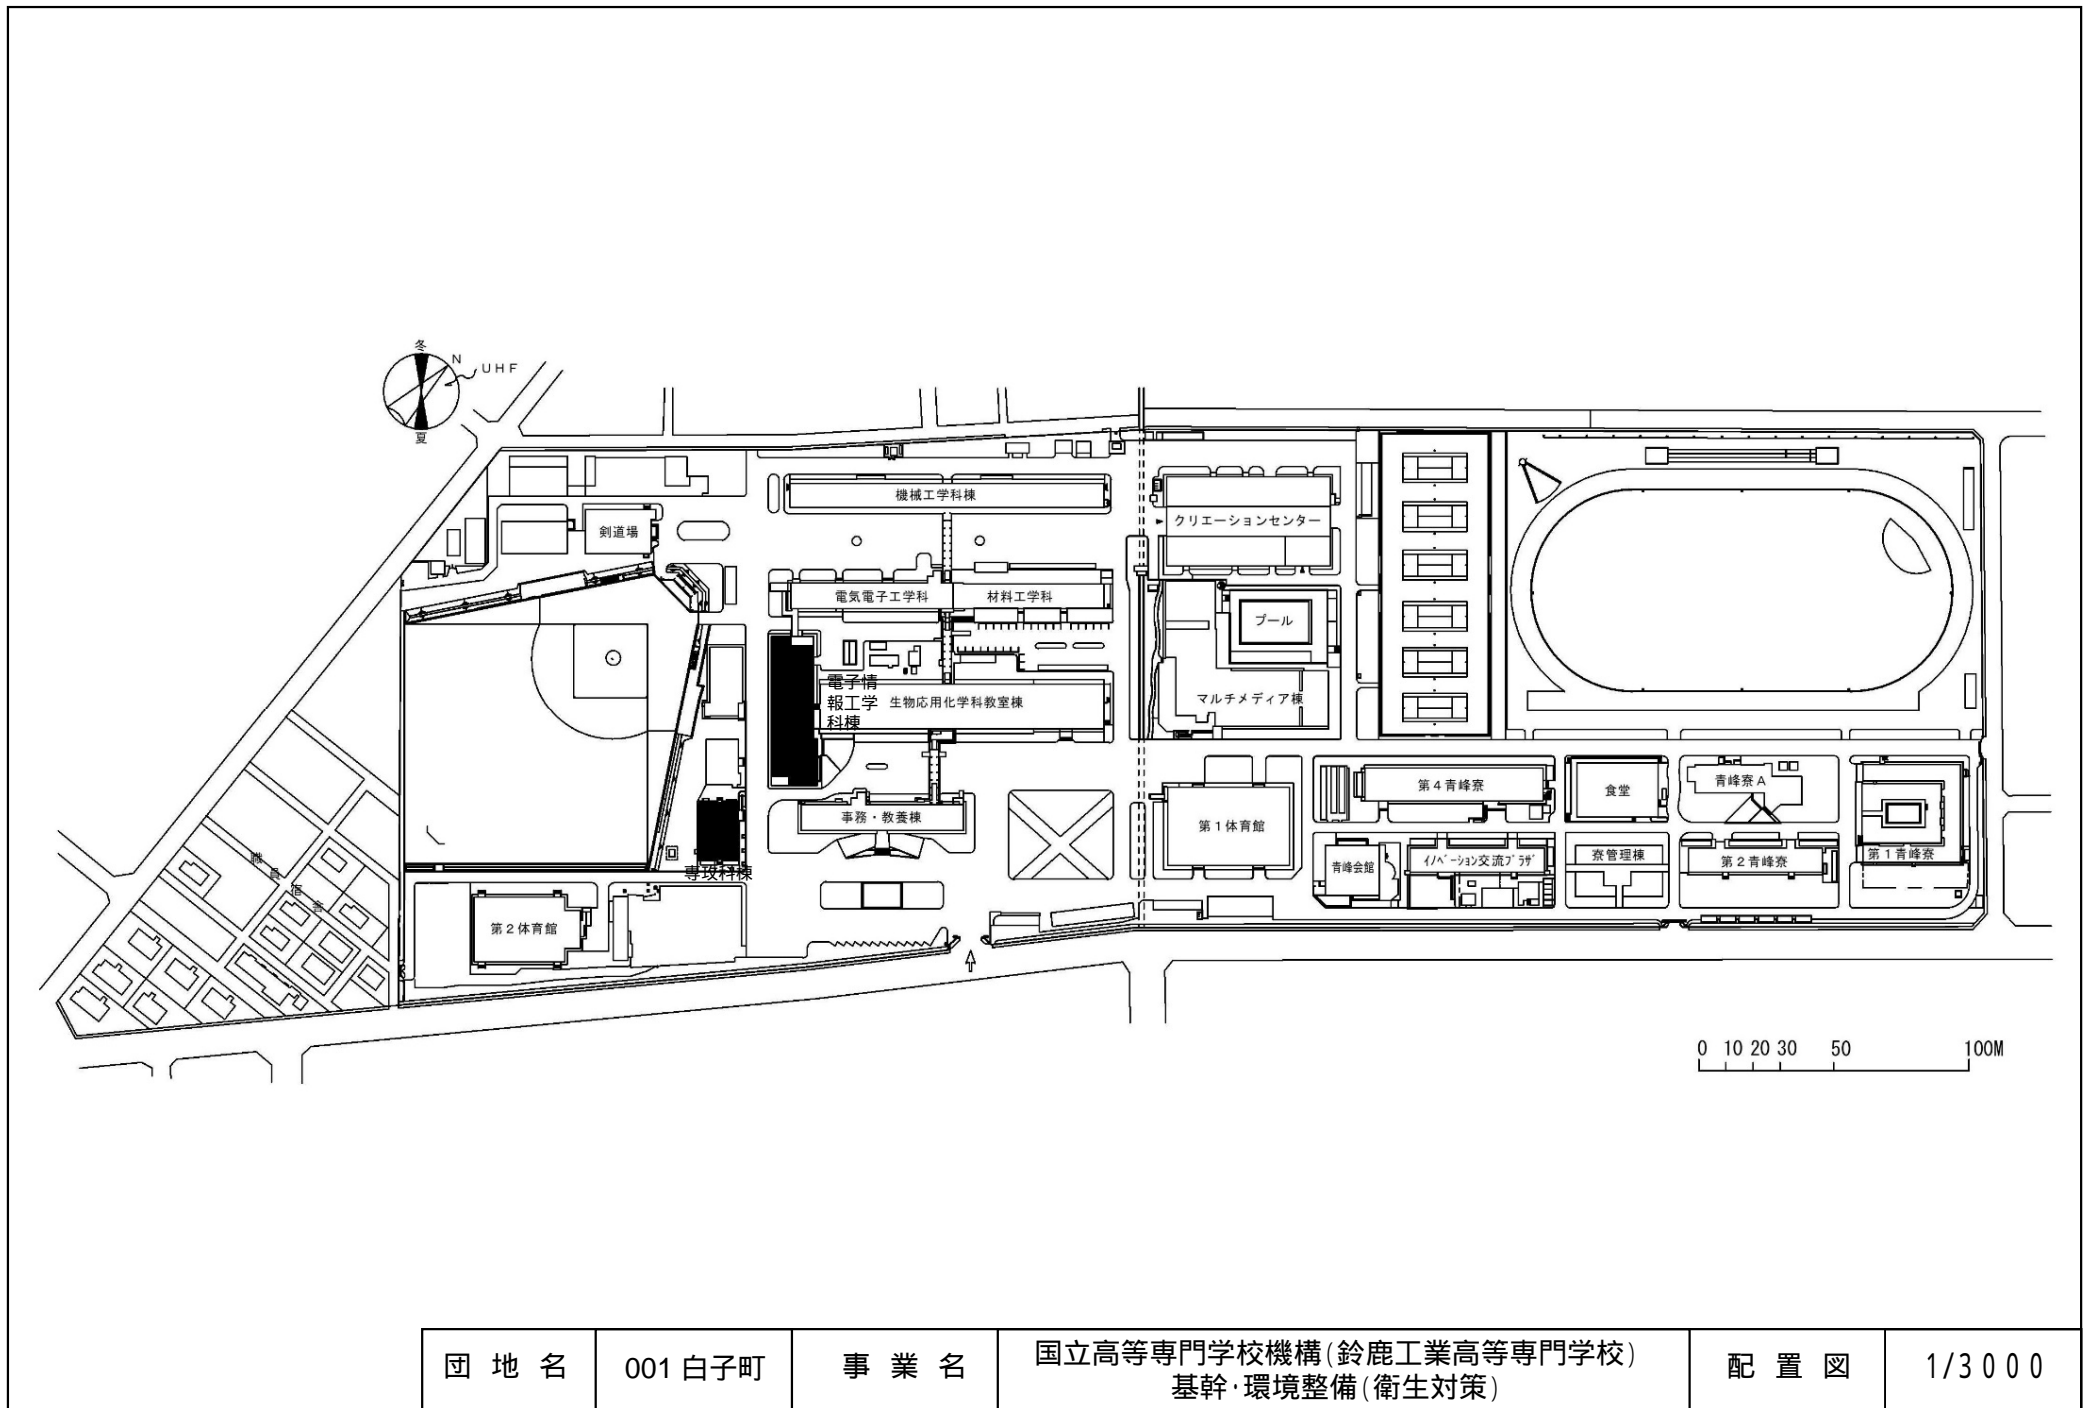 冬
N
UHF
夏
機械工学科棟
剣道場
クリエーションセンター
電気電子工学科
材料工学科
プール
電子情
報工学
科棟
生物応用化学科教室棟
マルチメディア棟
第4青峰寮
食堂
青峰寮A
事務・教養棟
第1体育館
青峰会館
イノベーション交流プラザ
寮管理棟
第2青峰寮
第1青峰寮
職員宿舎
専攻科棟
第2体育館
0 10 20 30 50 100M
団地名
001 白子町
事業名
国立高等専門学校機構(鈴鹿工業高等専門学校)
基幹・環境整備(衛生対策)
配置図
1/3000